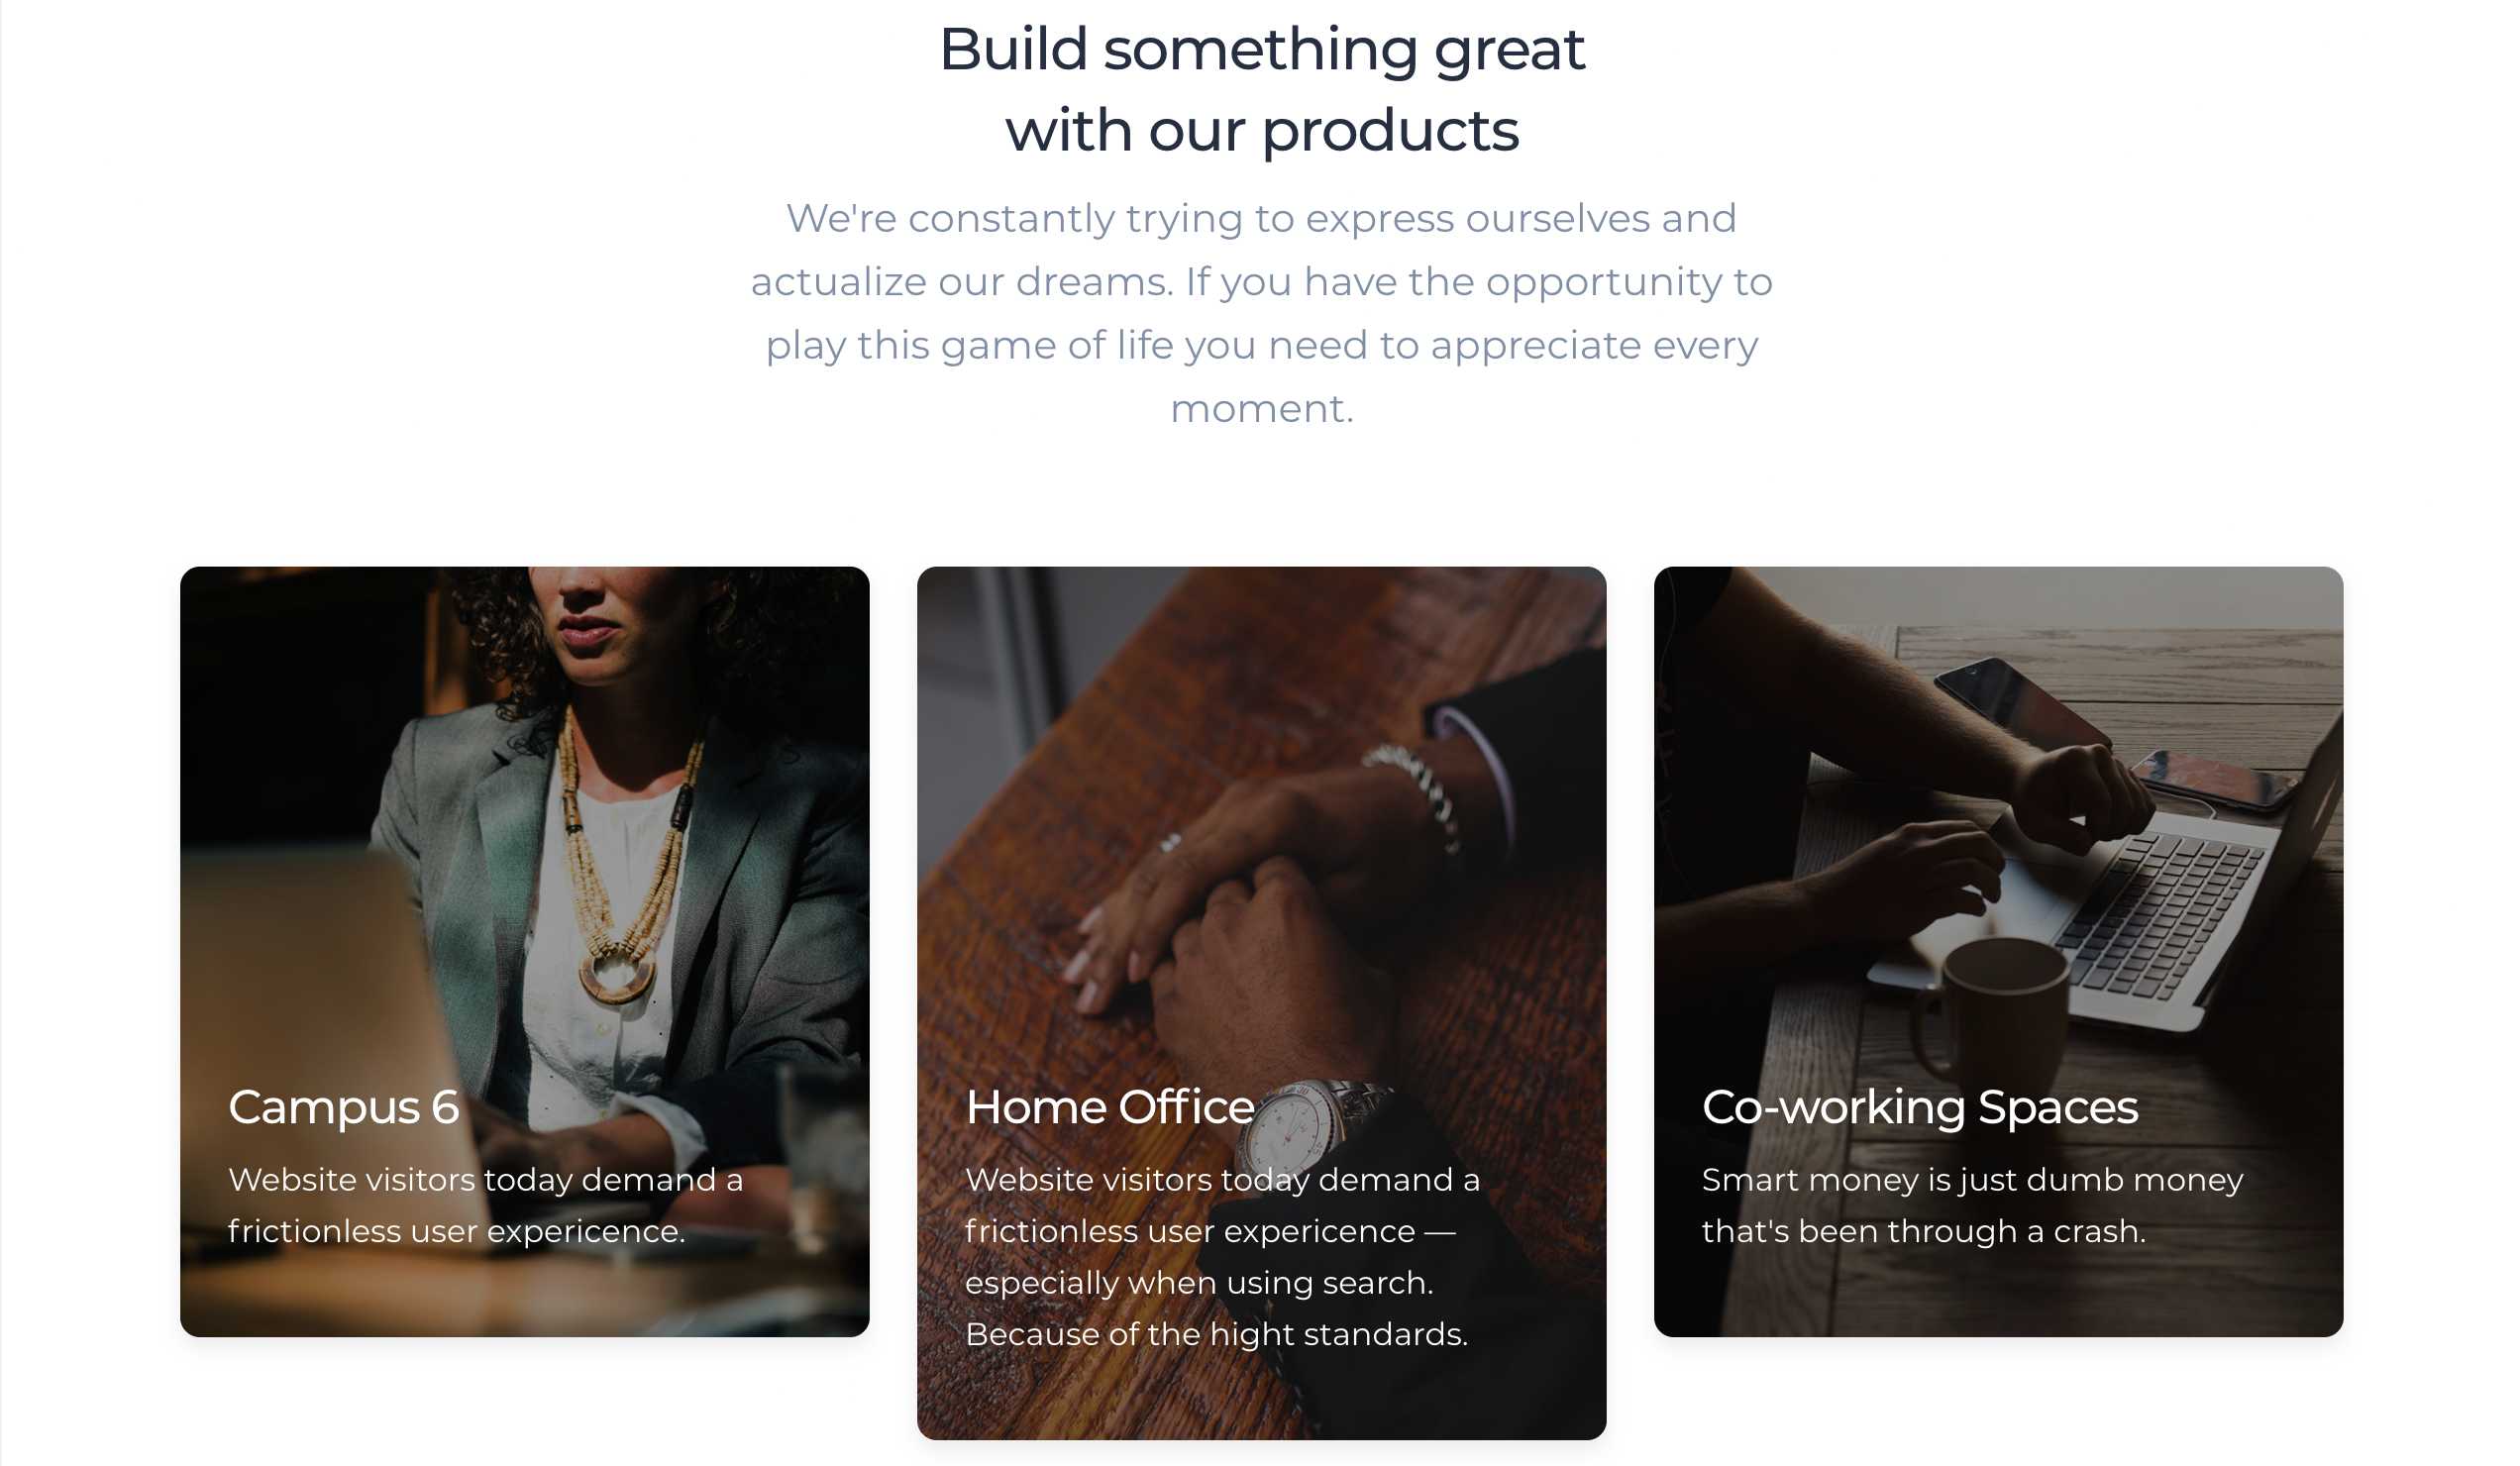 Build something great
with our products
We're constantly trying to express ourselves and
actualize our dreams. If you have the opportunity to
play this game of life you need to appreciate every
moment.
Campus 6
Website visitors today demand a
frictionless user expericence.
Home Office
Website visitors today demand a
frictionless user expericence —
especially when using search.
Because of the hight standards.
Co-working Spaces
Smart money is just dumb money
that's been through a crash.